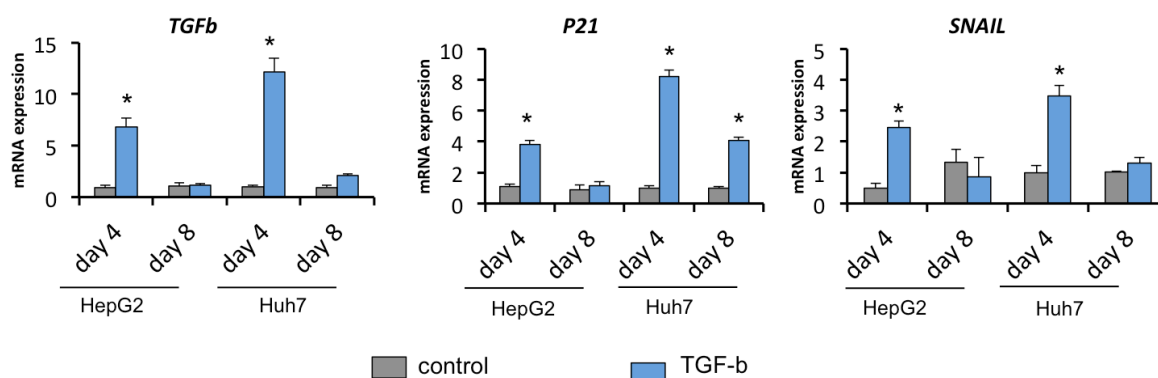 TGFb
mRNA expression
15
10
5
0
*
*
day 4
day 8
day 4
day 8
HepG2
Huh7
P21
mRNA expression
10
8
6
4
2
0
*
*
*
day 4
day 8
day 4
day 8
HepG2
Huh7
SNAIL
mRNA expression
5
4
3
2
1
0
*
*
day 4
day 8
day 4
day 8
HepG2
Huh7
control
TGF-b